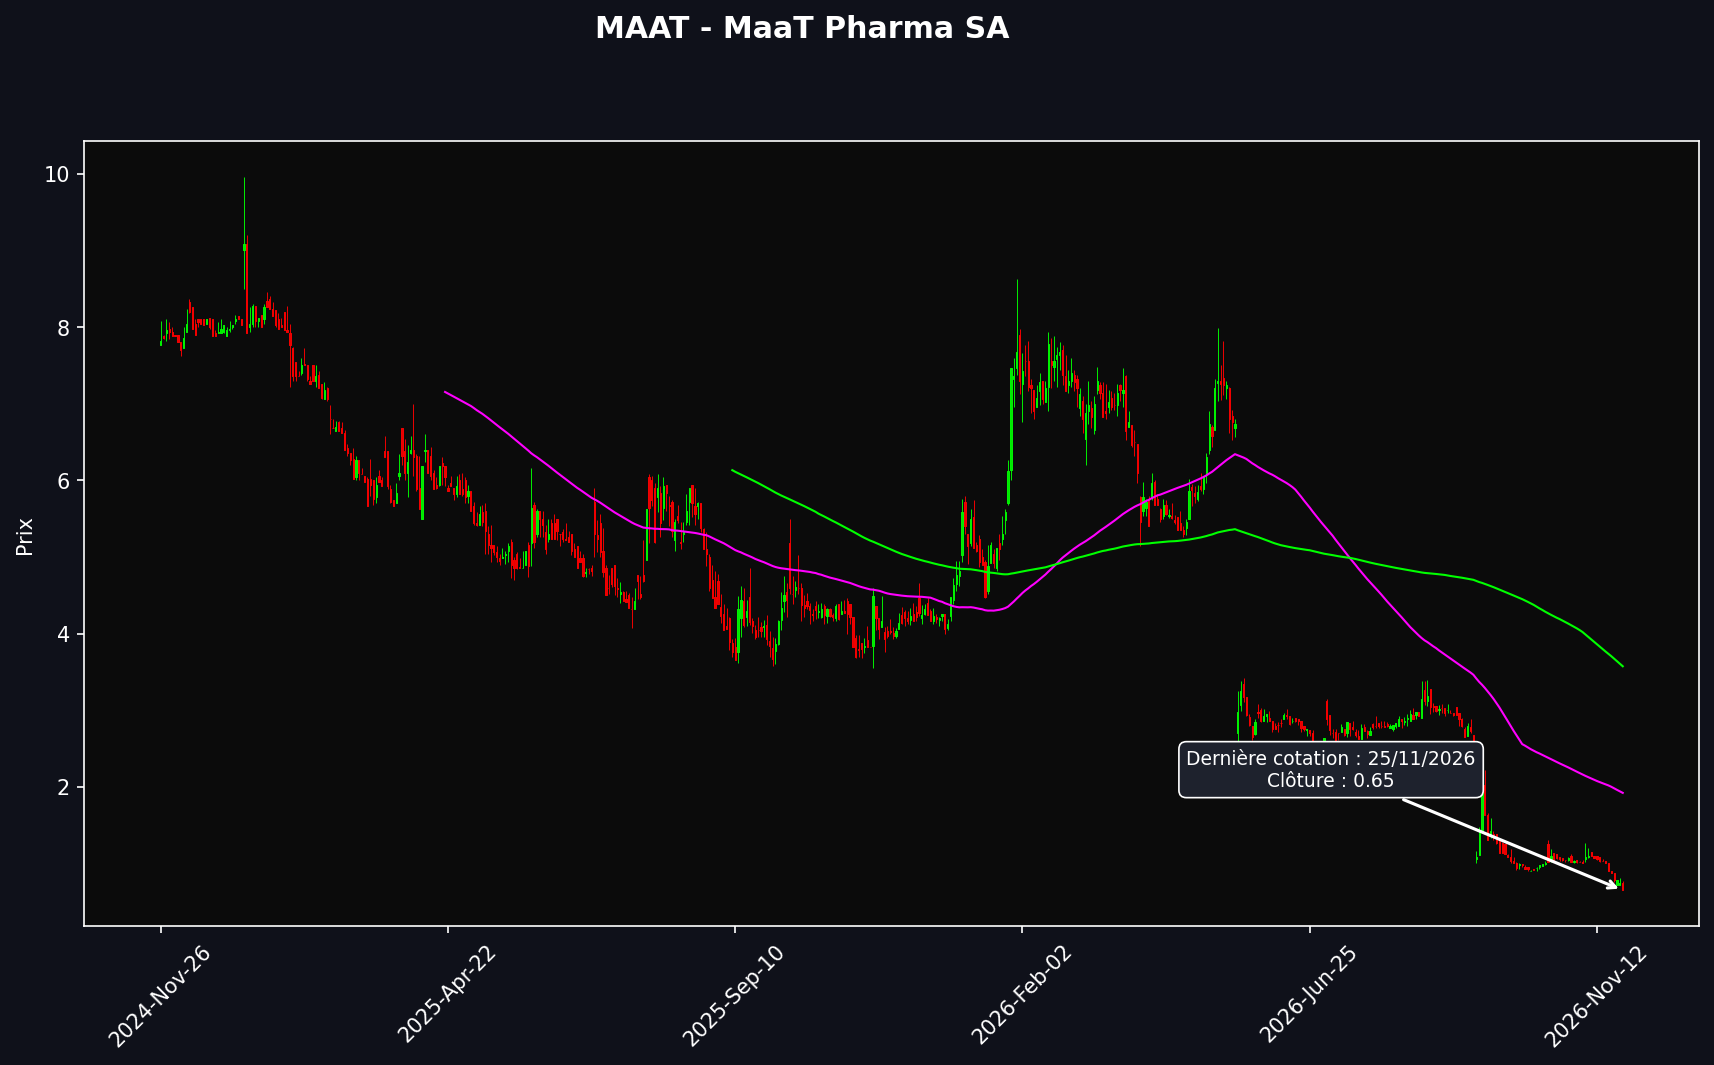 MAAT - MaaT Pharma SA
Prix
10
8
6
4
2
Dernière cotation : 25/11/2026
Clôture : 0.65
2024-Nov-26
2025-Apr-22
2025-Sep-10
2026-Feb-02
2026-Jun-25
2026-Nov-12